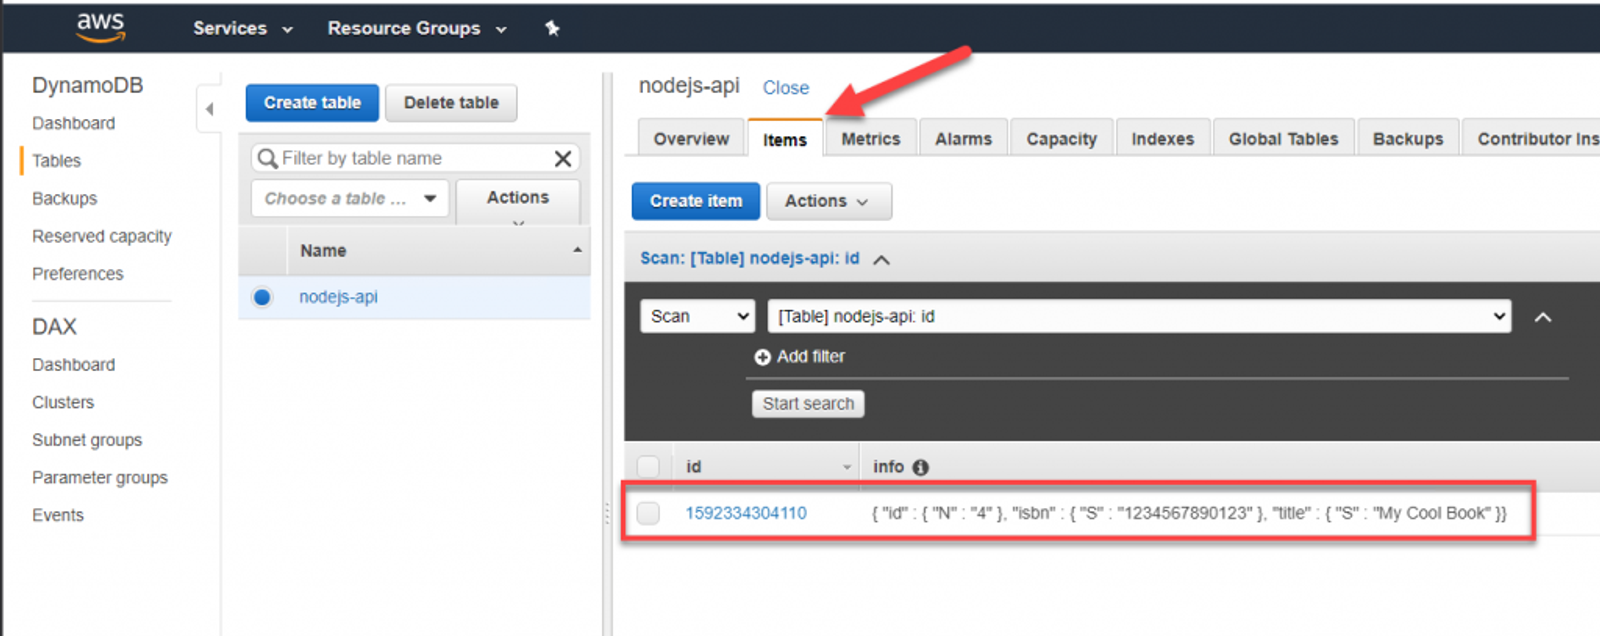 aws Services Resource Groups
DynamoDB
Dashboard
Tables
Backups
Reserved capacity
Preferences
DAX
Dashboard
Clusters
Subnet groups
Parameter groups
Events
Create table Delete table
Filter by table name
Choose a table ... Actions
Name
nodejs-api
nodejs-api Close
Overview Items Metrics Alarms Capacity Indexes Global Tables Backups Contributor Ins
Create item Actions
Scan: [Table] nodejs-api: id
Scan [Table] nodejs-api: id
Add filter
Start search
id info
1592334304110 { "id" : { "N" : "4" }, "isbn" : { "S" : "1234567890123" }, "title" : { "S" : "My Cool Book" }}